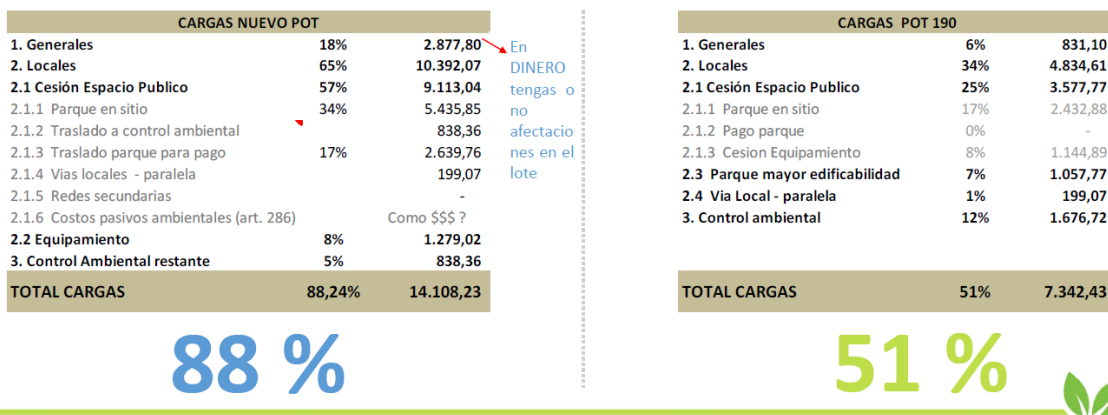 CARGAS NUEVO POT
1. Generales 18% 2.877,80
2. Locales 65% 10.392,07
2.1 Cesión Espacio Publico 57% 9.113,04
2.1.1 Parque en sitio 34% 5.435,85
2.1.2 Traslado a control ambiental 838,36
2.1.3 Traslado parque para pago 17% 2.639,76
2.1.4 Vias locales - paralela 199,07
2.1.5 Redes secundarias -
2.1.6 Costos pasivos ambientales (art. 286) Como $$$ ?
2.2 Equipamiento 8% 1.279,02
3. Control Ambiental restante 5% 838,36
TOTAL CARGAS 88,24% 14.108,23
88 %
En
DINERO
tengas o
no
afectacio
nes en el
lote
CARGAS POT 190
1. Generales 6% 831,10
2. Locales 34% 4.834,61
2.1 Cesión Espacio Publico 25% 3.577,77
2.1.1 Parque en sitio 17% 2.432,88
2.1.2 Pago parque 0% -
2.1.3 Cesion Equipamiento 8% 1.144,89
2.3 Parque mayor edificabilidad 7% 1.057,77
2.4 Via Local - paralela 1% 199,07
3. Control ambiental 12% 1.676,72
TOTAL CARGAS 51% 7.342,43
51 %